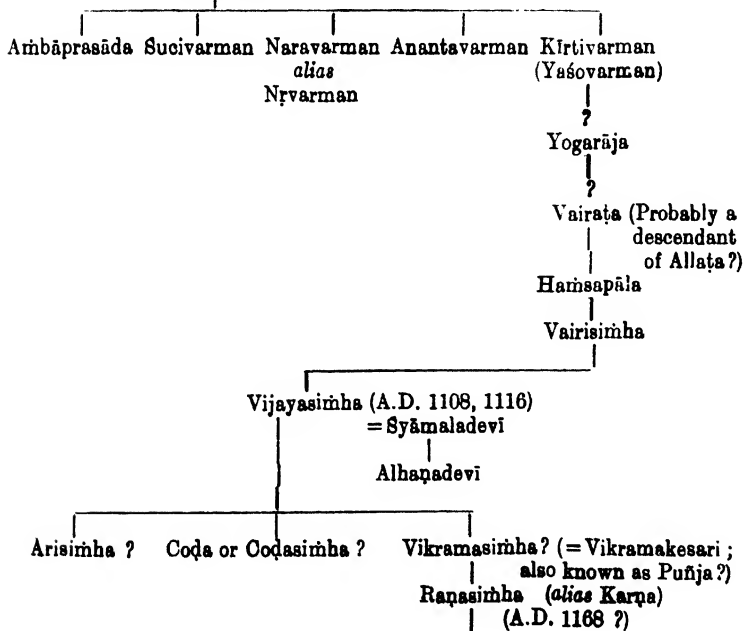 Aṁbāprasāda Sucivarman Naravarman Anantavarman Kīrtivarman
alias (Yaśovarman)
Nṛvarman
?
Yogarāja
?
Vairaṭa (Probably a
descendant
of Allaṭa?)
Haṁsapāla
Vairisiṁha
Vijayasiṁha (A.D. 1108, 1116)
= Syāmaladevī
Alhaṇadevī
Arisiṁha ? Coḍa or Coḍasiṁha ? Vikramasiṁha? (= Vikramakesari ;
also known as Puñja?)
Raṇasiṁha (alias Karṇa)
(A.D. 1168 ?)